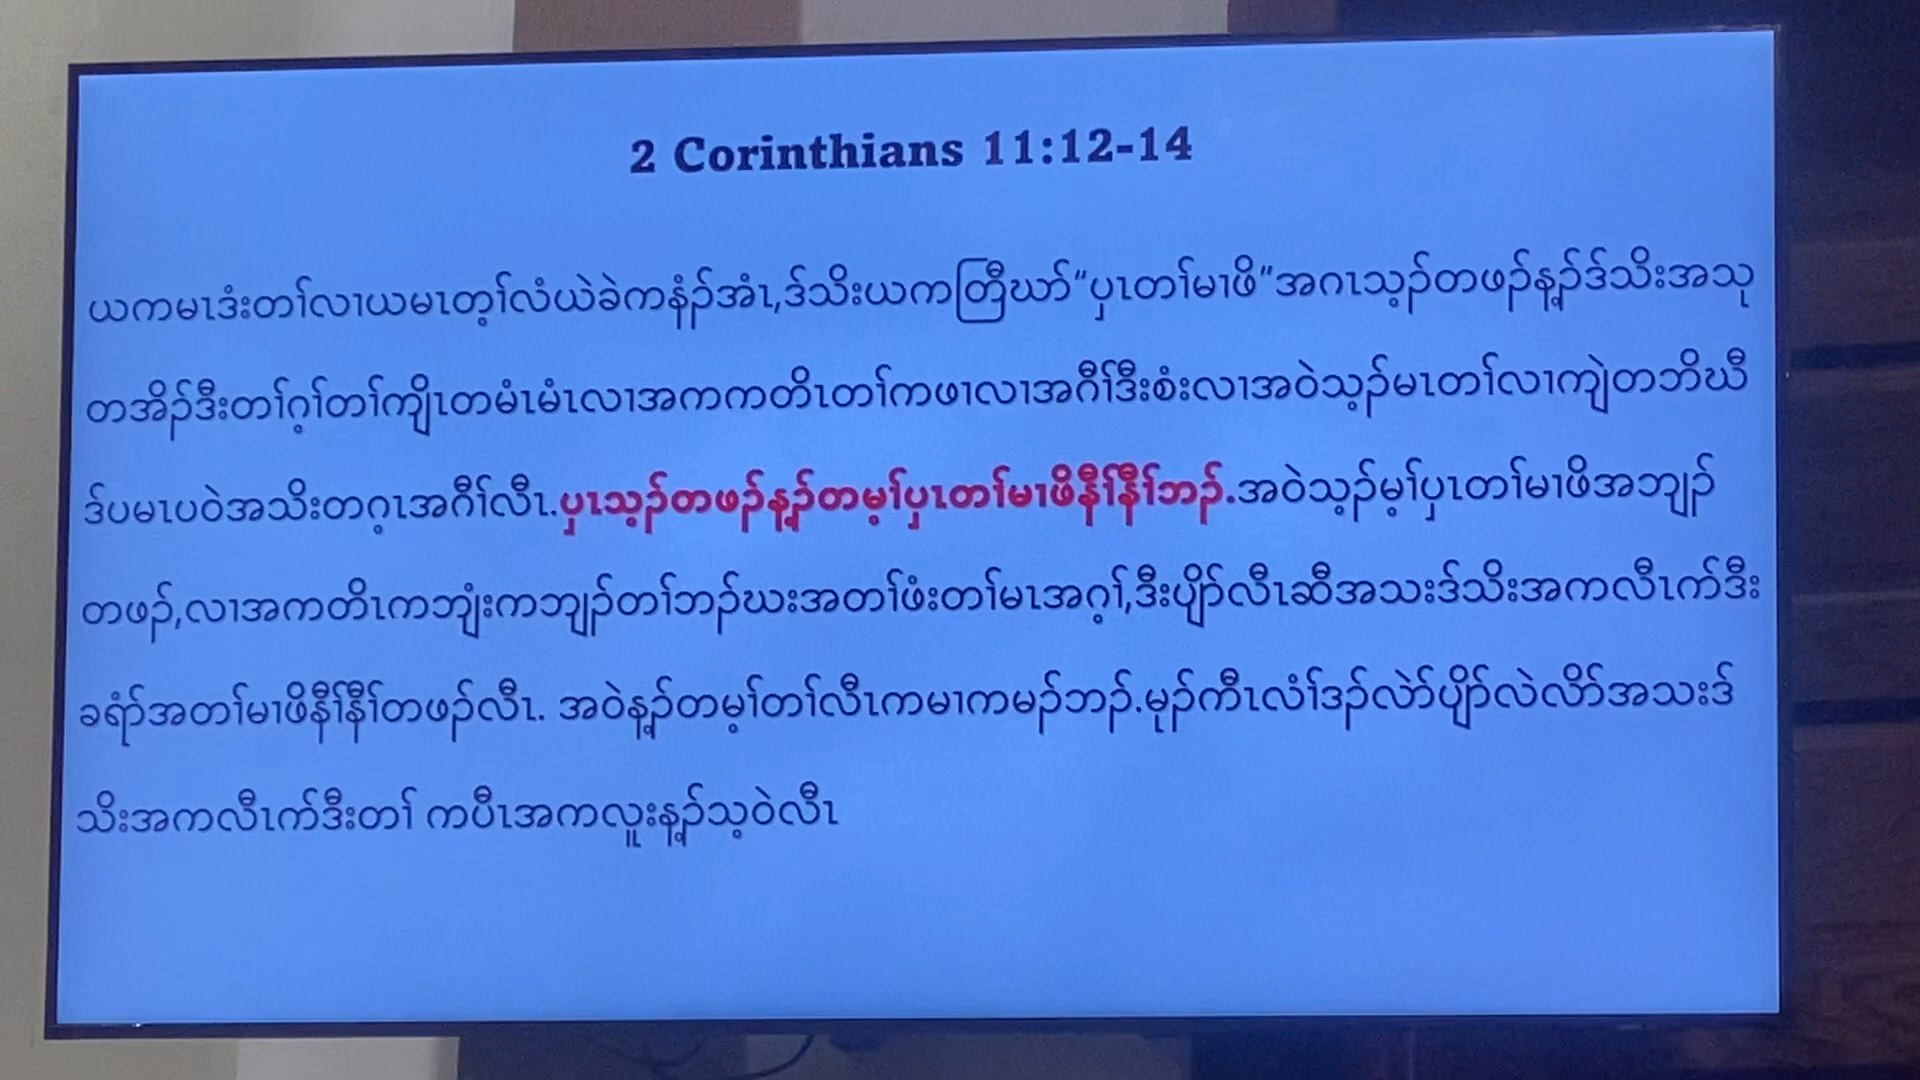 2 Corinthians 11:12-14
ယကမၤဒံးတၢ်လၢယမၤတ့ၢ်လံယဲခဲကနံၣ်အံၤ,ဒ်သိးယကတြီဃာ်"ပှၤတၢ်မၢဖိ"အဂၤသ့ၣ်တဖၣ်န့ၣ်ဒ်သိးအသု
တအိၣ်ဒီးတၢ်ဂ့ၢ်တၢ်ကျိၤတမံၤမံၤလၢအကကတိၤတၢ်ကဖၢလၢအဂီၢ်ဒီးစံးလၢအဝဲသ့ၣ်မၤတၢ်လၢကျဲတဘိဃီ
ဒ်ပမၤပဝဲအသိးတဂ့ၤအဂီၢ်လီၤ.ပှၤသ့ၣ်တဖၣ်န့ၣ်တမ့ၢ်ပှၤတၢ်မၢဖိနီၢ်နီၢ်ဘၣ်.အဝဲသ့ၣ်မ့ၢ်ပှၤတၢ်မၢဖိအဘျၣ်
တဖၣ်,လၢအကတိၤကဘျံးကဘျၣ်တၢ်ဘၣ်ဃးအတၢ်ဖံးတၢ်မၤအဂ့ၢ်,ဒီးပျိာ်လီၤဆီအသးဒ်သိးအကလီၤက်ဒီး
ခရံာ်အတၢ်မၢဖိနီၢ်နီၢ်တဖၣ်လီၤ. အဝဲန့ၣ်တမ့ၢ်တၢ်လီၤကမၢကမၣ်ဘၣ်.မုၣ်ကီၤလံၢ်ဒၣ်လဲာ်ပျိာ်လဲလိာ်အသးဒ်
သိးအကလီၤက်ဒီးတၢ် ကပီၤအကလူးန့ၣ်သ့ဝဲလီၤ